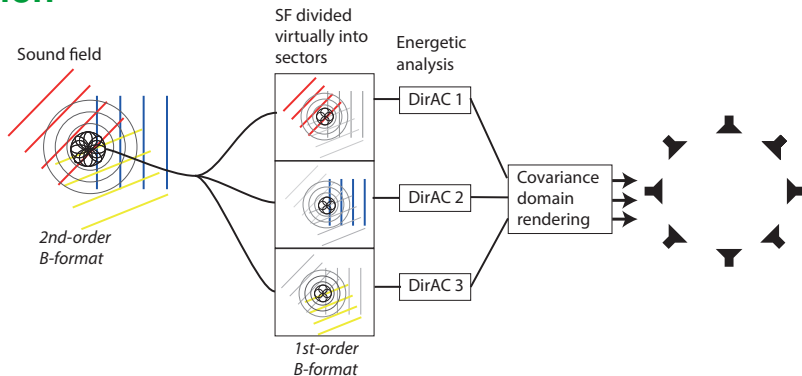 Sound field
2nd-order
B-format
SF divided
virtually into
sectors
1st-order
B-format
Energetic
analysis
DirAC 1
DirAC 2
DirAC 3
Covariance
domain
rendering